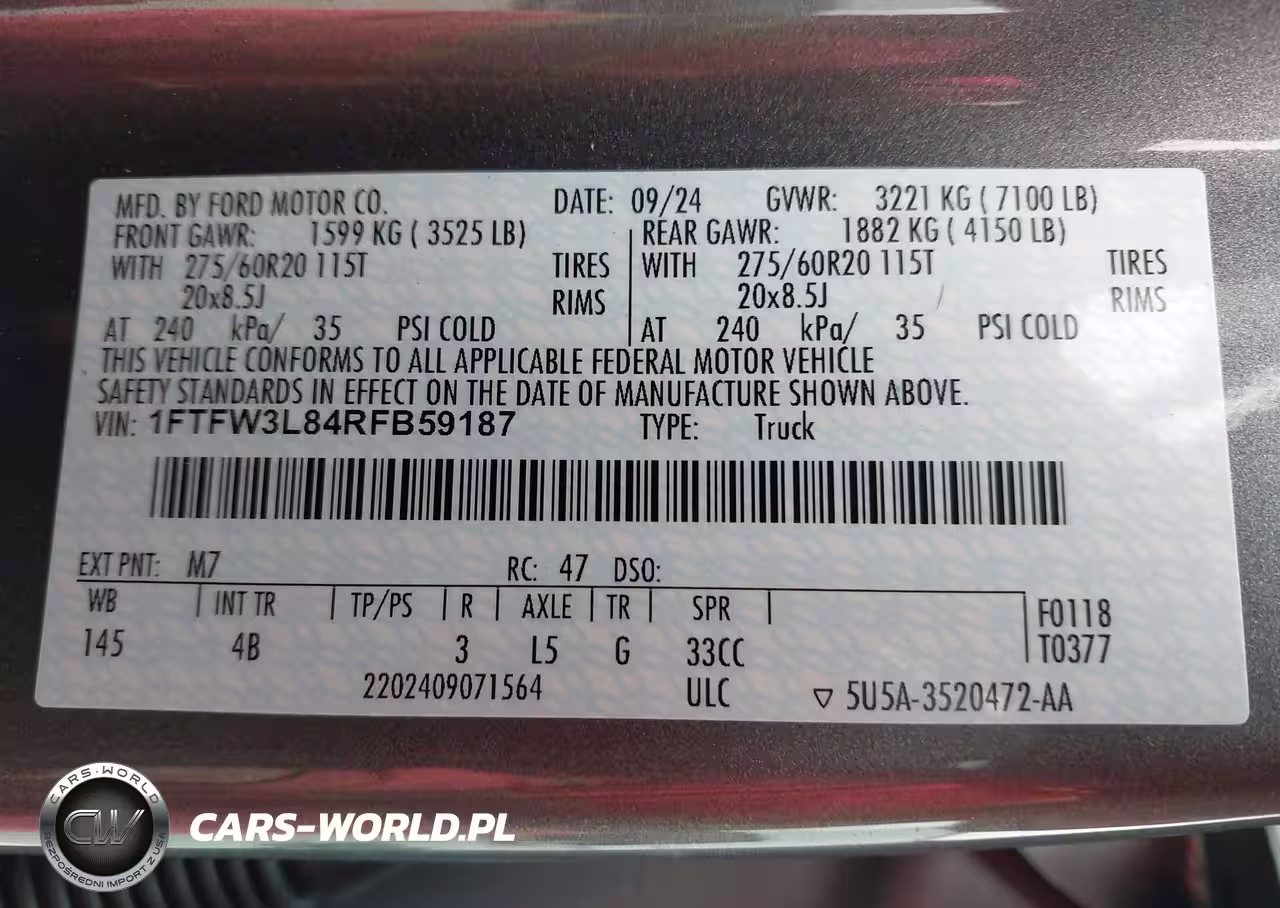 MFD. BY FORD MOTOR CO. DATE: 09/24 GVWR: 3221 KG ( 7100 LB)
FRONT GAWR: 1599 KG ( 3525 LB) REAR GAWR: 1882 KG ( 4150 LB)
WITH 275/60R20 115T TIRES WITH 275/60R20 115T TIRES
20x8.5J RIMS 20x8.5J RIMS
AT 240 kPa/ 35 PSI COLD AT 240 kPa/ 35 PSI COLD
THIS VEHICLE CONFORMS TO ALL APPLICABLE FEDERAL MOTOR VEHICLE
SAFETY STANDARDS IN EFFECT ON THE DATE OF MANUFACTURE SHOWN ABOVE.
VIN: 1FTFW3L84RFB59187 TYPE: Truck
EXT PNT: M7 RC: 47 DSO:
WB INT TR TP/PS R AXLE TR SPR F0118
145 4B 3 L5 G 33CC T0377
2202409071564 ULC ▽ 5U5A-3520472-AA
CARS-WORLD
CW
BEZPOŚREDNI IMPORT Z USA
CARS-WORLD.PL